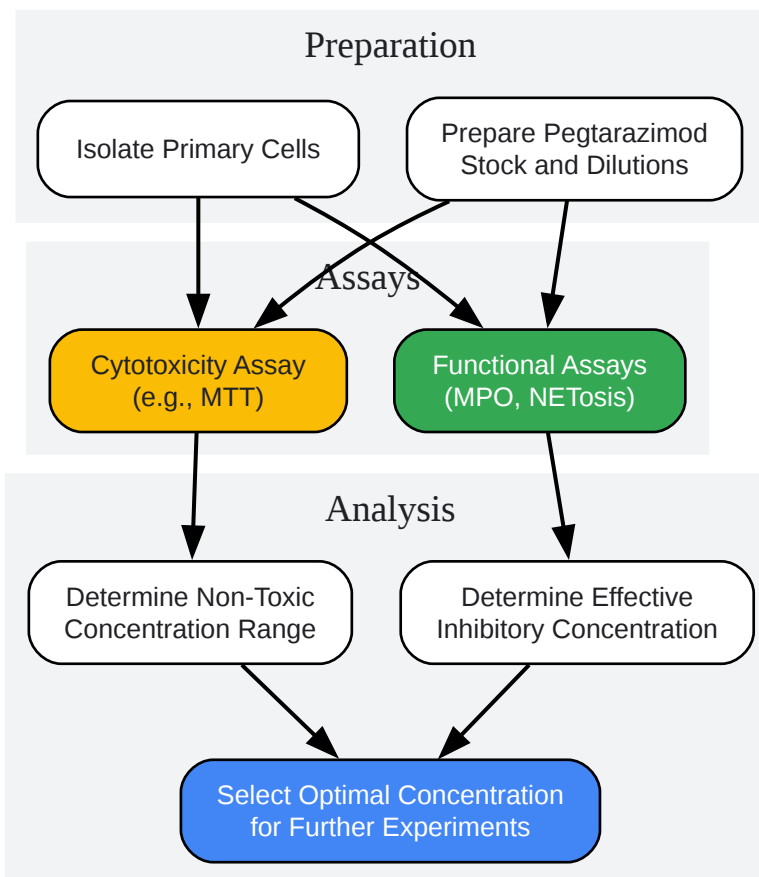 Preparation
Isolate Primary Cells
Prepare Pegtarazimod
Stock and Dilutions
Assays
Cytotoxicity Assay
(e.g., MTT)
Functional Assays
(MPO, NETosis)
Analysis
Determine Non-Toxic
Concentration Range
Determine Effective
Inhibitory Concentration
Select Optimal Concentration
for Further Experiments